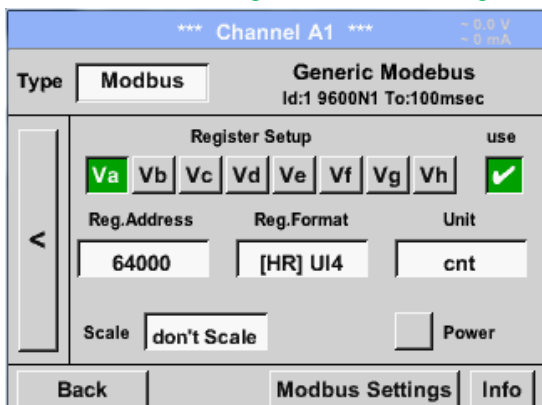 *** Channel A1 ***
~ 0.0 V
~ 0 mA
Type Modbus
Generic Modebus
Id:1 9600N1 To:100msec
Register Setup use
Va Vb Vc Vd Ve Vf Vg Vh
Reg.Address Reg.Format Unit
< 64000 [HR] UI4 cnt
Scale don't Scale Power
Back Modbus Settings Info